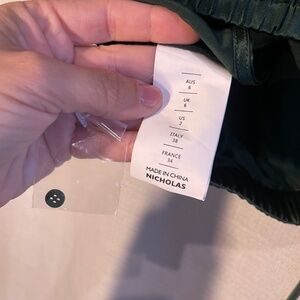 AUS
6
UK
6
US
2
ITALY
38
FRANCE
34
MADE IN CHINA
NICHOLAS